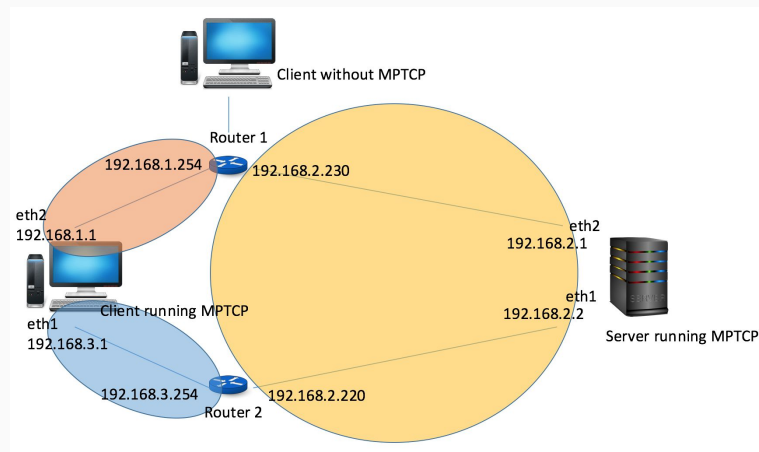 Client without MPTCP
Router 1
192.168.1.254
192.168.2.230
eth2
192.168.1.1
eth2
192.168.2.1
Client running MPTCP
eth1
192.168.2.2
eth1
192.168.3.1
Server running MPTCP
192.168.3.254
192.168.2.220
Router 2